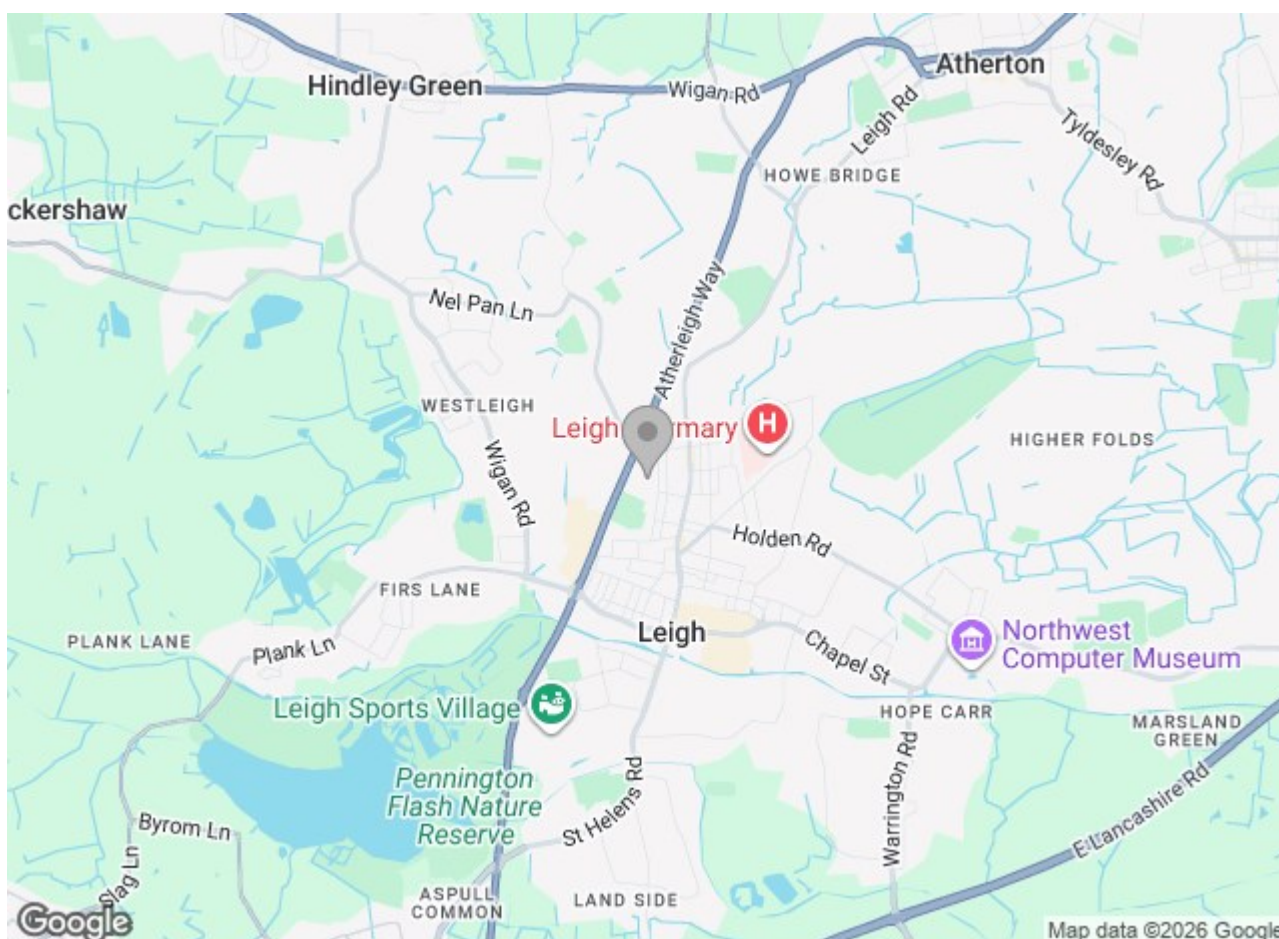 Atherton
Hindley Green
Wigan Rd
Leigh Rd
Tyldesley Rd
HOWE BRIDGE
ckershaw
Atherleigh Way
Nel Pan Ln
WESTLEIGH
Leigh
rmary
H
HIGHER FOLDS
Wigan Rd
Holden Rd
FIRS LANE
PLANK LANE
Plank Ln
Leigh
Chapel St
Northwest
Computer Museum
Leigh Sports Village
HOPE CARR
MARSLAND
GREEN
Pennington
Flash Nature
Reserve
Byrom Ln
St Helens Rd
Warrington Rd
E Lancashire Rd
Slag Ln
ASPULL
COMMON
LAND SIDE
Google
Map data ©2026 Google